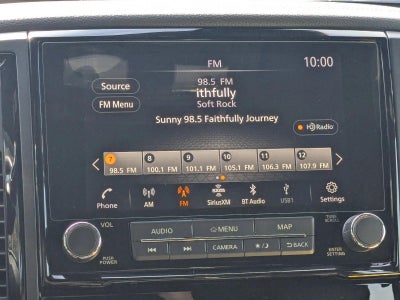 FM
10:00
Source
98.5 FM
ithfully
FM Menu
Soft Rock
Sunny 98.5 Faithfully Journey
HD Radio
7 8 9 10 11 12
98.5 FM 100.1 FM 101.1 FM 105.1 FM 106.3 FM 107.9 FM
Phone AM FM SiriusXM BT Audio USB1 Settings
VOL
AUDIO MENU MAP
TUNE
SCROLL
CAMERA BACK
PUSH
POWER
ENTER
SETTING